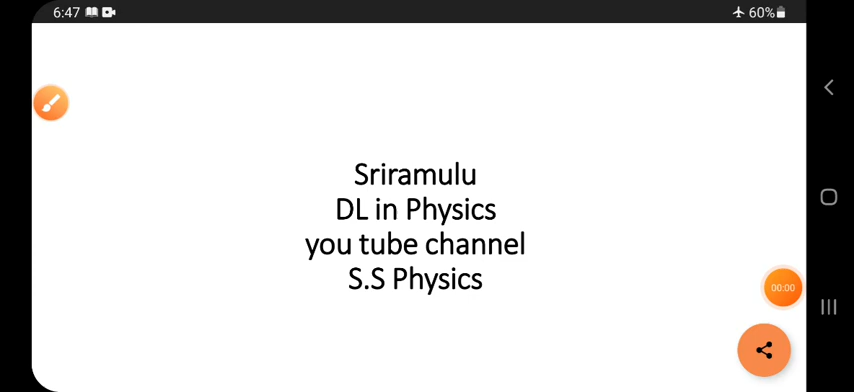 6:47
60%
Sriramulu
DL in Physics
you tube channel
S.S Physics
00:00